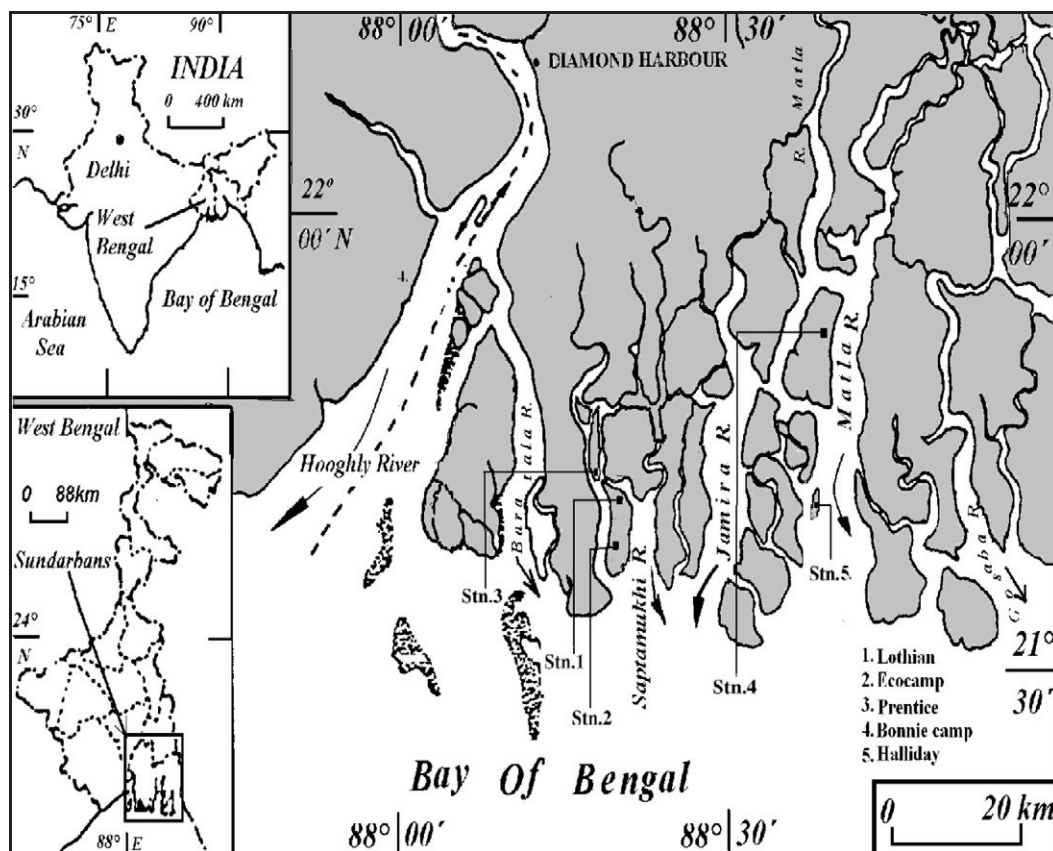 75° E
90°
INDIA
0 400 km
30°
N
Delhi
West
Bengal
15°
Arabian
Sea
Bay of Bengal
West Bengal
0 88km
Sundarbans
24°
N
88° E
88° 00´
88° 30´
DIAMOND HARBOUR
Matla
R.
22°
00´ N
22°
00´
Hooghly River
Bara tala R.
Saptamukhi R.
Jamira R.
Matla R.
Gosaba R.
Stn.3
Stn.1
Stn.2
Stn.4
Stn.5
21°
30´
1. Lothian
2. Ecocamp
3. Prentice
4. Bonnie camp
5. Halliday
Bay Of Bengal
88° 00´
88° 30´
0 20 km